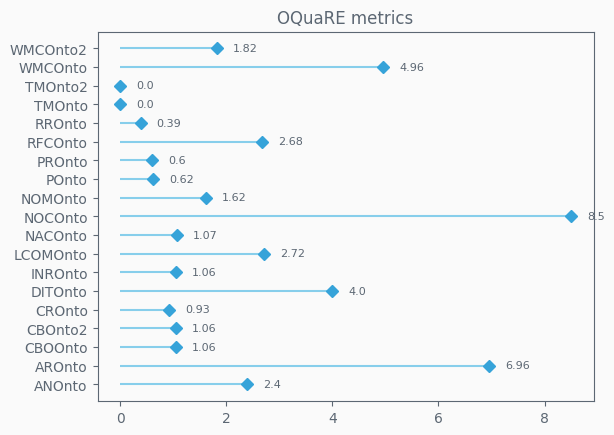 OQuaRE metrics
WMCOnto2 1.82
WMCOnto 4.96
TMOnto2 0.0
TMOnto 0.0
RROnto 0.39
RFCOnto 2.68
PROnto 0.6
POnto 0.62
NOMOnto 1.62
NOCOnto 8.5
NACOnto 1.07
LCOMOnto 2.72
INROnto 1.06
DITOnto 4.0
CROnto 0.93
CBOnto2 1.06
CBOOnto 1.06
AROnto 6.96
ANOnto 2.4
0 2 4 6 8